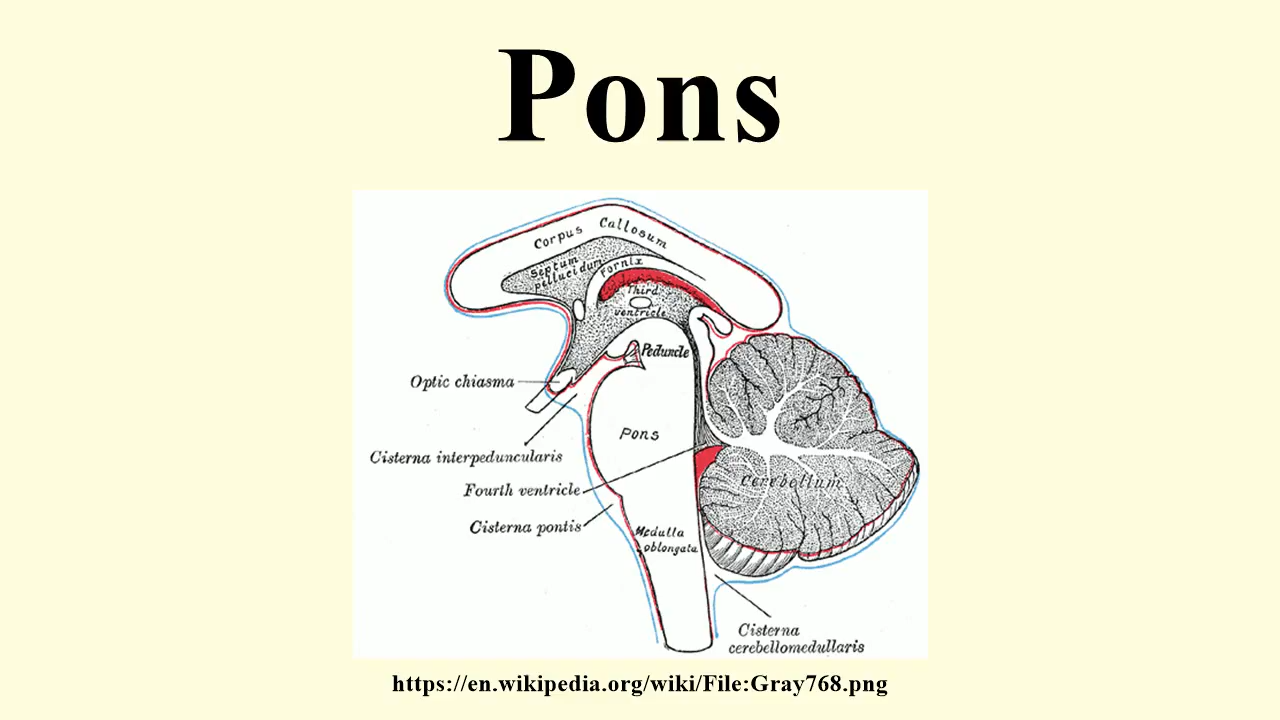 Pons
Corpus Callosum
Septum
pellucidum
Fornix
Third
ventricle
Peduncle
Optic chiasma
Pons
Cisterna interpeduncularis
Cerebellum
Fourth ventricle
Cisterna pontis
Medulla
oblongata
Cisterna
cerebellomedullaris
https://en.wikipedia.org/wiki/File:Gray768.png